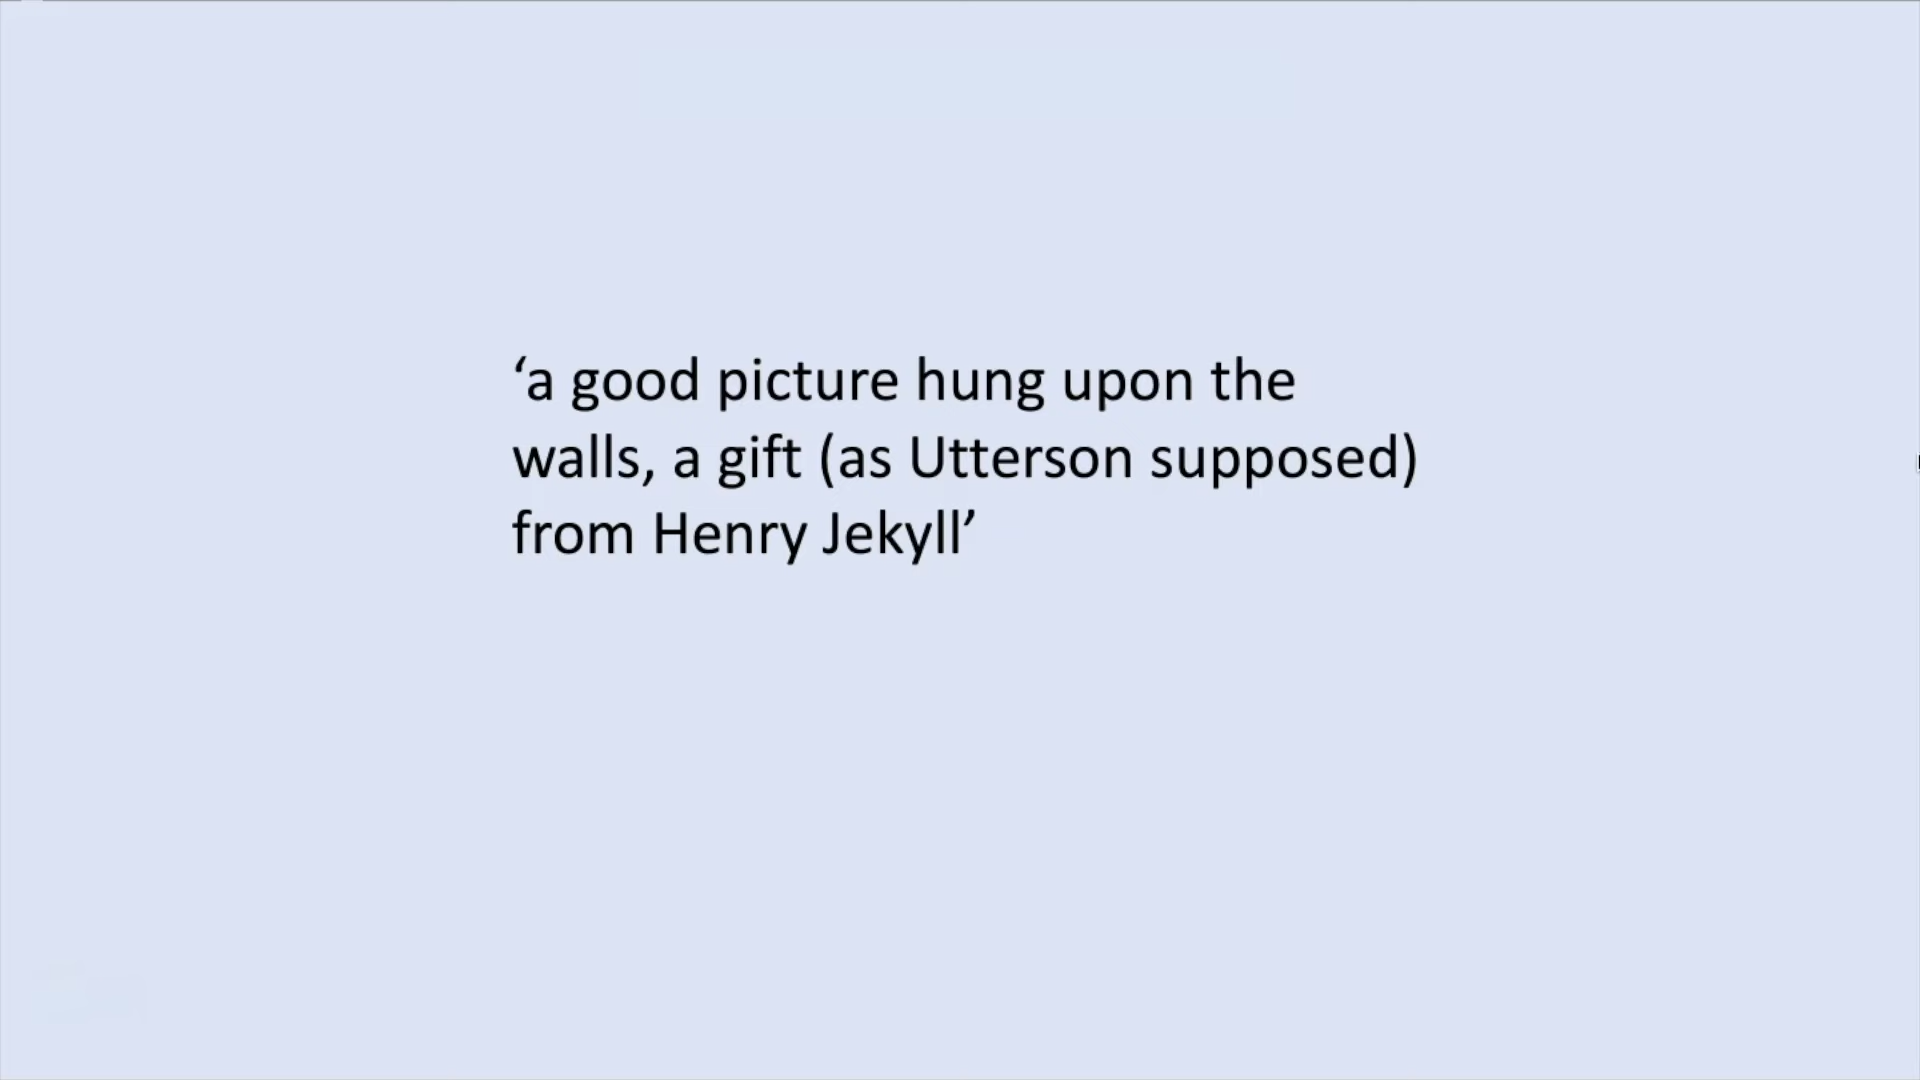 ‘a good picture hung upon the
walls, a gift (as Utterson supposed)
from Henry Jekyll’